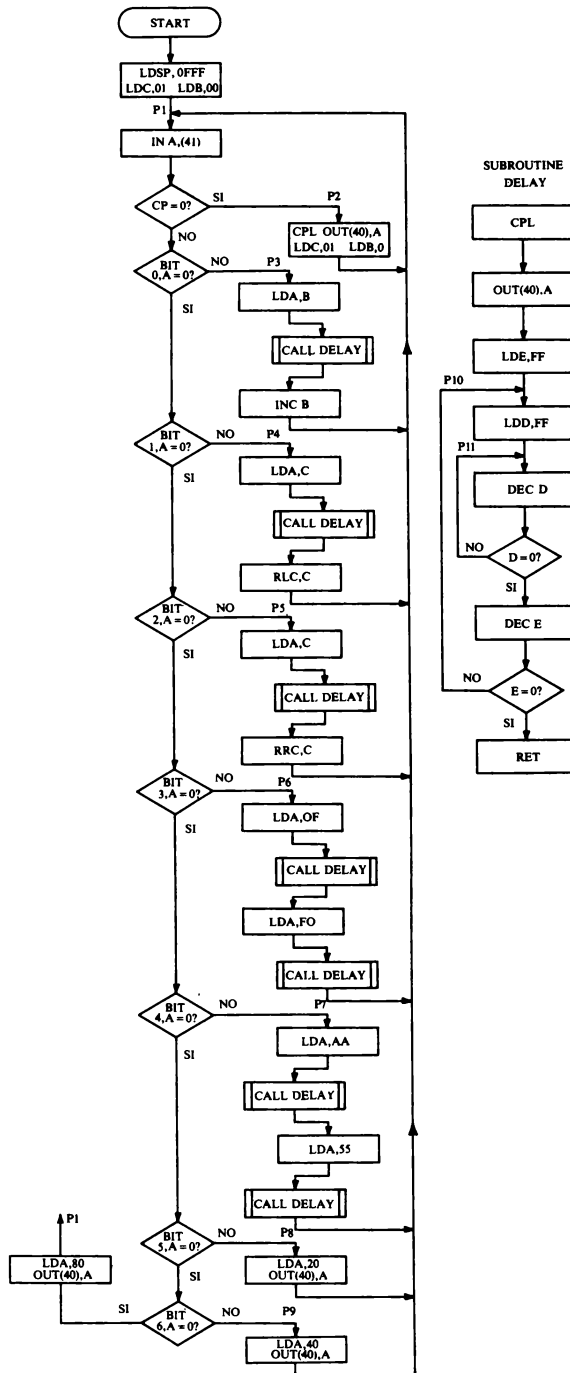 START
LDSP, 0FFF
LDC,01 LDB,00
P1
IN A,(41)
CP = 0?
SI
NO
P2
CPL OUT(40),A
LDC,01 LDB,0
BIT
0,A = 0?
NO
SI
P3
LDA,B
CALL DELAY
INC B
BIT
1,A = 0?
NO
SI
P4
LDA,C
CALL DELAY
RLC,C
BIT
2,A = 0?
NO
SI
P5
LDA,C
CALL DELAY
RRC,C
BIT
3,A = 0?
NO
SI
P6
LDA,OF
CALL DELAY
LDA,FO
CALL DELAY
BIT
4,A = 0?
NO
SI
P7
LDA,AA
CALL DELAY
LDA,55
CALL DELAY
BIT
5,A = 0?
NO
SI
P8
LDA,20
OUT(40),A
P1
LDA,80
OUT(40),A
SI
BIT
6,A = 0?
NO
P9
LDA,40
OUT(40),A
SUBROUTINE
DELAY
CPL
OUT(40).A
LDE,FF
P10
LDD,FF
P11
DEC D
NO
D = 0?
SI
DEC E
NO
E = 0?
SI
RET